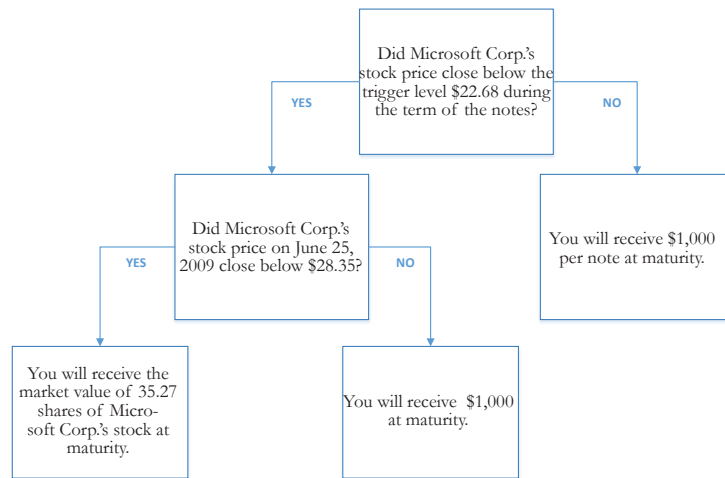 Did Microsoft Corp.'s
stock price close below the
trigger level $22.68 during
the term of the notes?
YES
NO
Did Microsoft Corp.'s
stock price on June 25,
2009 close below $28.35?
You will receive $1,000
per note at maturity.
YES
NO
You will receive the
market value of 35.27
shares of Micro-
soft Corp.'s stock at
maturity.
You will receive $1,000
at maturity.